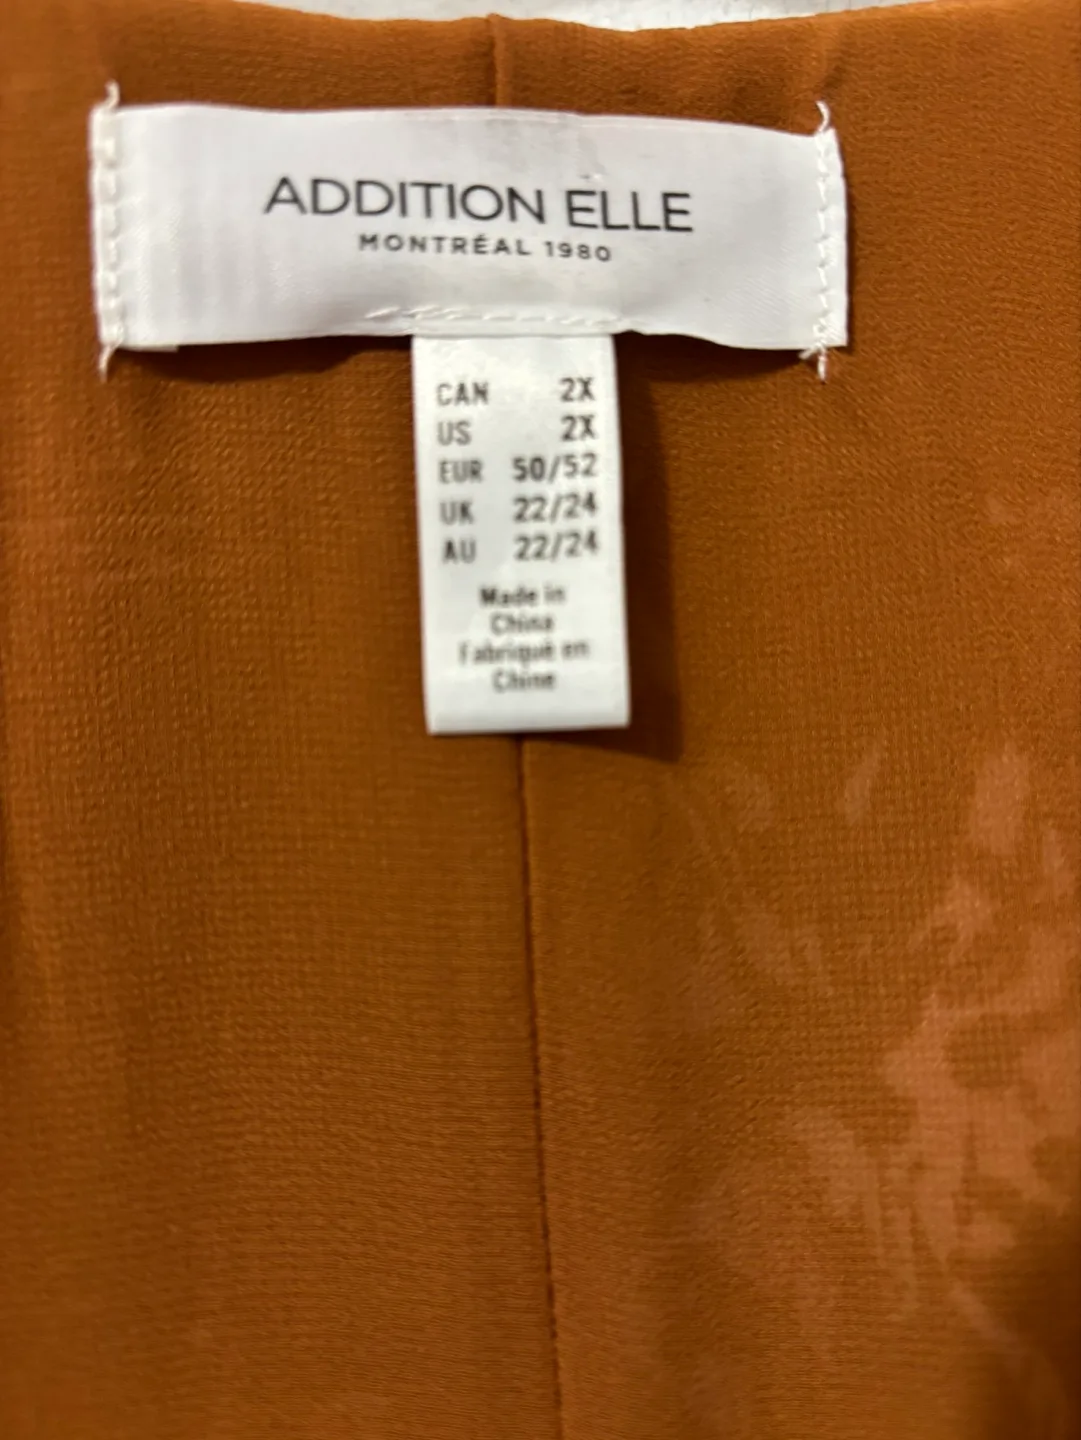 ADDITION ELLE
MONTRÉAL 1980
CAN 2X
US 2X
EUR 50/52
UK 22/24
AU 22/24
Made in
China
Fabriqué en
Chine